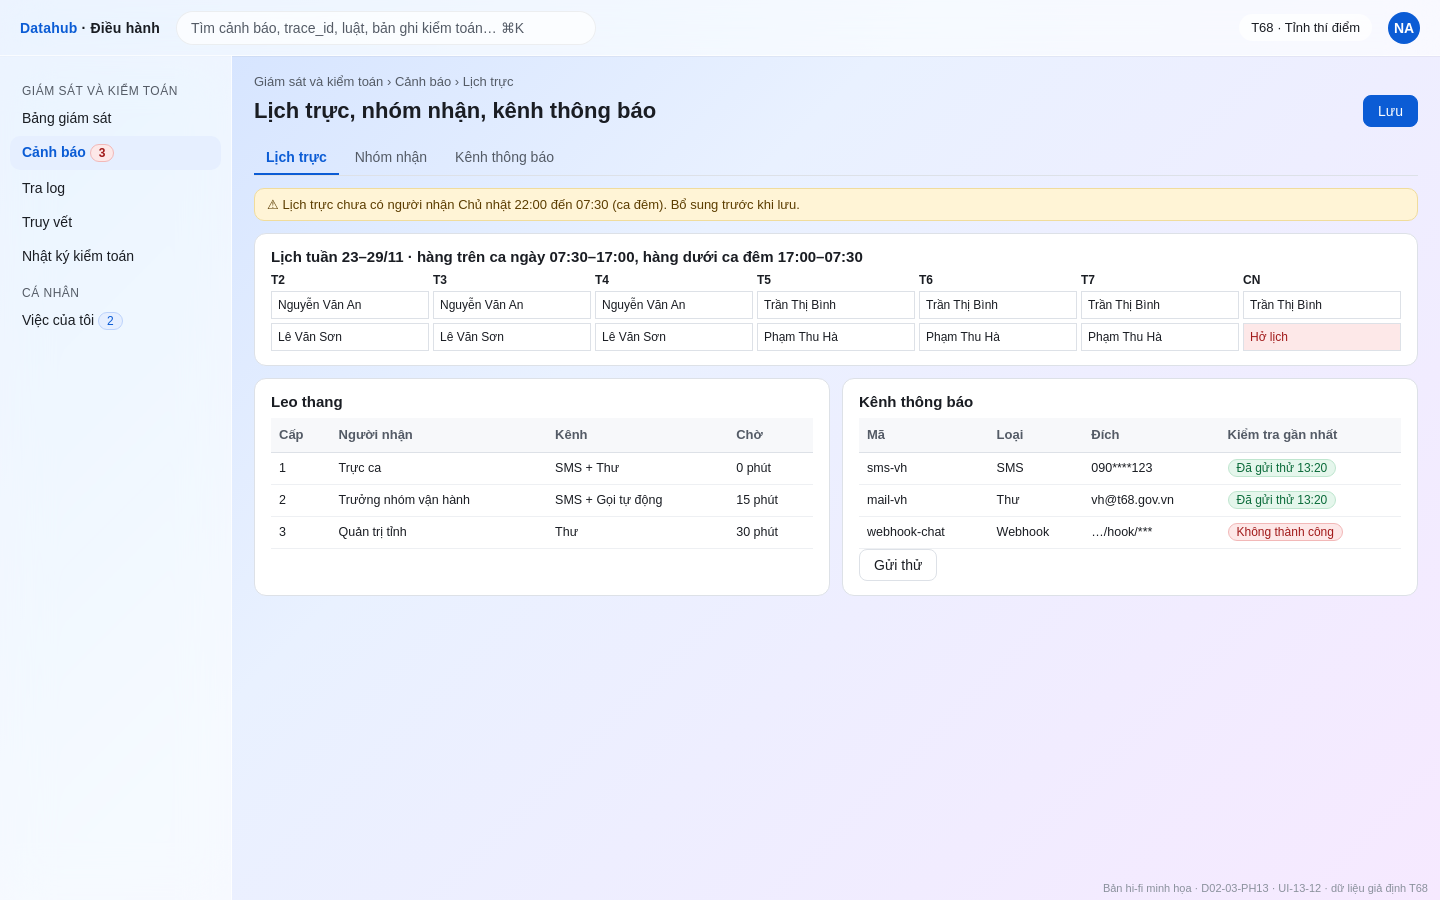 Datahub · Điều hành
Tìm cảnh báo, trace_id, luật, bản ghi kiểm toán… ⌘K
T68 · Tỉnh thí điểm
NA
GIÁM SÁT VÀ KIỂM TOÁN
Bảng giám sát
Cảnh báo 3
Tra log
Truy vết
Nhật ký kiểm toán
CÁ NHÂN
Việc của tôi 2
Giám sát và kiểm toán › Cảnh báo › Lịch trực
Lịch trực, nhóm nhận, kênh thông báo
Lưu
Lịch trực Nhóm nhận Kênh thông báo
⚠ Lịch trực chưa có người nhận Chủ nhật 22:00 đến 07:30 (ca đêm). Bổ sung trước khi lưu.
Lịch tuần 23–29/11 · hàng trên ca ngày 07:30–17:00, hàng dưới ca đêm 17:00–07:30
T2 T3 T4 T5 T6 T7 CN
Nguyễn Văn An Nguyễn Văn An Nguyễn Văn An Trần Thị Bình Trần Thị Bình Trần Thị Bình Trần Thị Bình
Lê Văn Sơn Lê Văn Sơn Lê Văn Sơn Phạm Thu Hà Phạm Thu Hà Phạm Thu Hà Hở lịch
Leo thang
Cấp Người nhận Kênh Chờ
1 Trực ca SMS + Thư 0 phút
2 Trưởng nhóm vận hành SMS + Gọi tự động 15 phút
3 Quản trị tỉnh Thư 30 phút
Kênh thông báo
Mã Loại Đích Kiểm tra gần nhất
sms-vh SMS 090****123 Đã gửi thử 13:20
mail-vh Thư vh@t68.gov.vn Đã gửi thử 13:20
webhook-chat Webhook …/hook/*** Không thành công
Gửi thử
Bản hi-fi minh họa · D02-03-PH13 · UI-13-12 · dữ liệu giả định T68